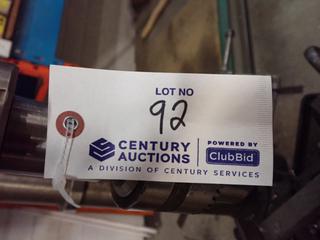 LOT NO
92
CENTURY AUCTIONS
POWERED BY
ClubBid
A DIVISION OF CENTURY SERVICES